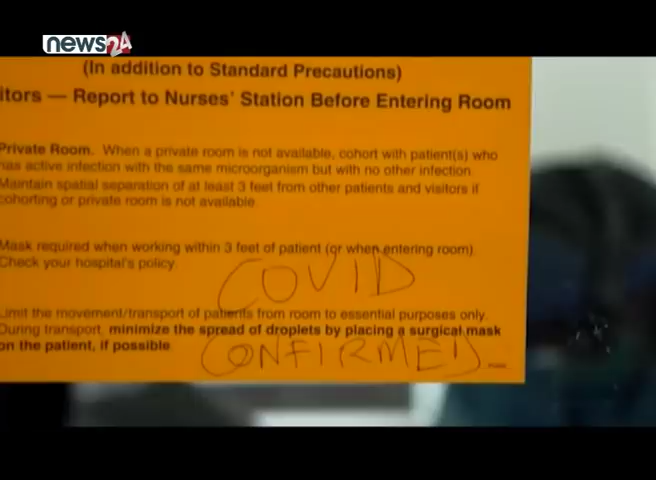 news24
(In addition to Standard Precautions)
itors — Report to Nurses' Station Before Entering Room
Private Room. When a private room is not available, cohort with patient(s) who
has active infection with the same microorganism but with no other infection.
Maintain spatial separation of at least 3 feet from other patients and visitors if
cohorting or private room is not available.
Mask required when working within 3 feet of patient (or when entering room).
Check your hospital's policy.
COVID
Limit the movement/transport of patients from room to essential purposes only.
During transport, minimize the spread of droplets by placing a surgical mask
on the patient, if possible.
CONFIRMED